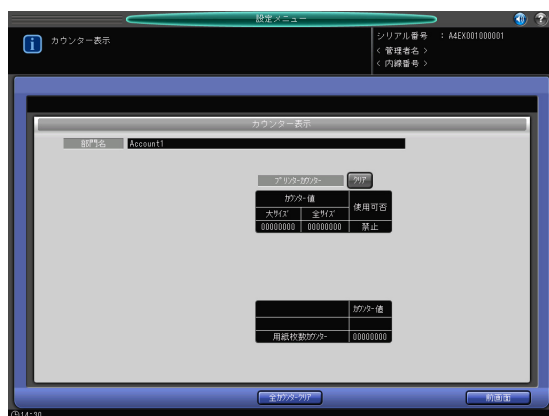 設定メニュー
カウンター表示
シリアル番号 : A4EX001000001
< 管理者名 >
< 内線番号 >
カウンター表示
部門名 Account1
プリンターカウンター クリア
カウンター値 使用可否
大サイズ 全サイズ
00000000 00000000 禁止
カウンター値
用紙枚数カウンター 00000000
全カウンタークリア 前画面
14:30